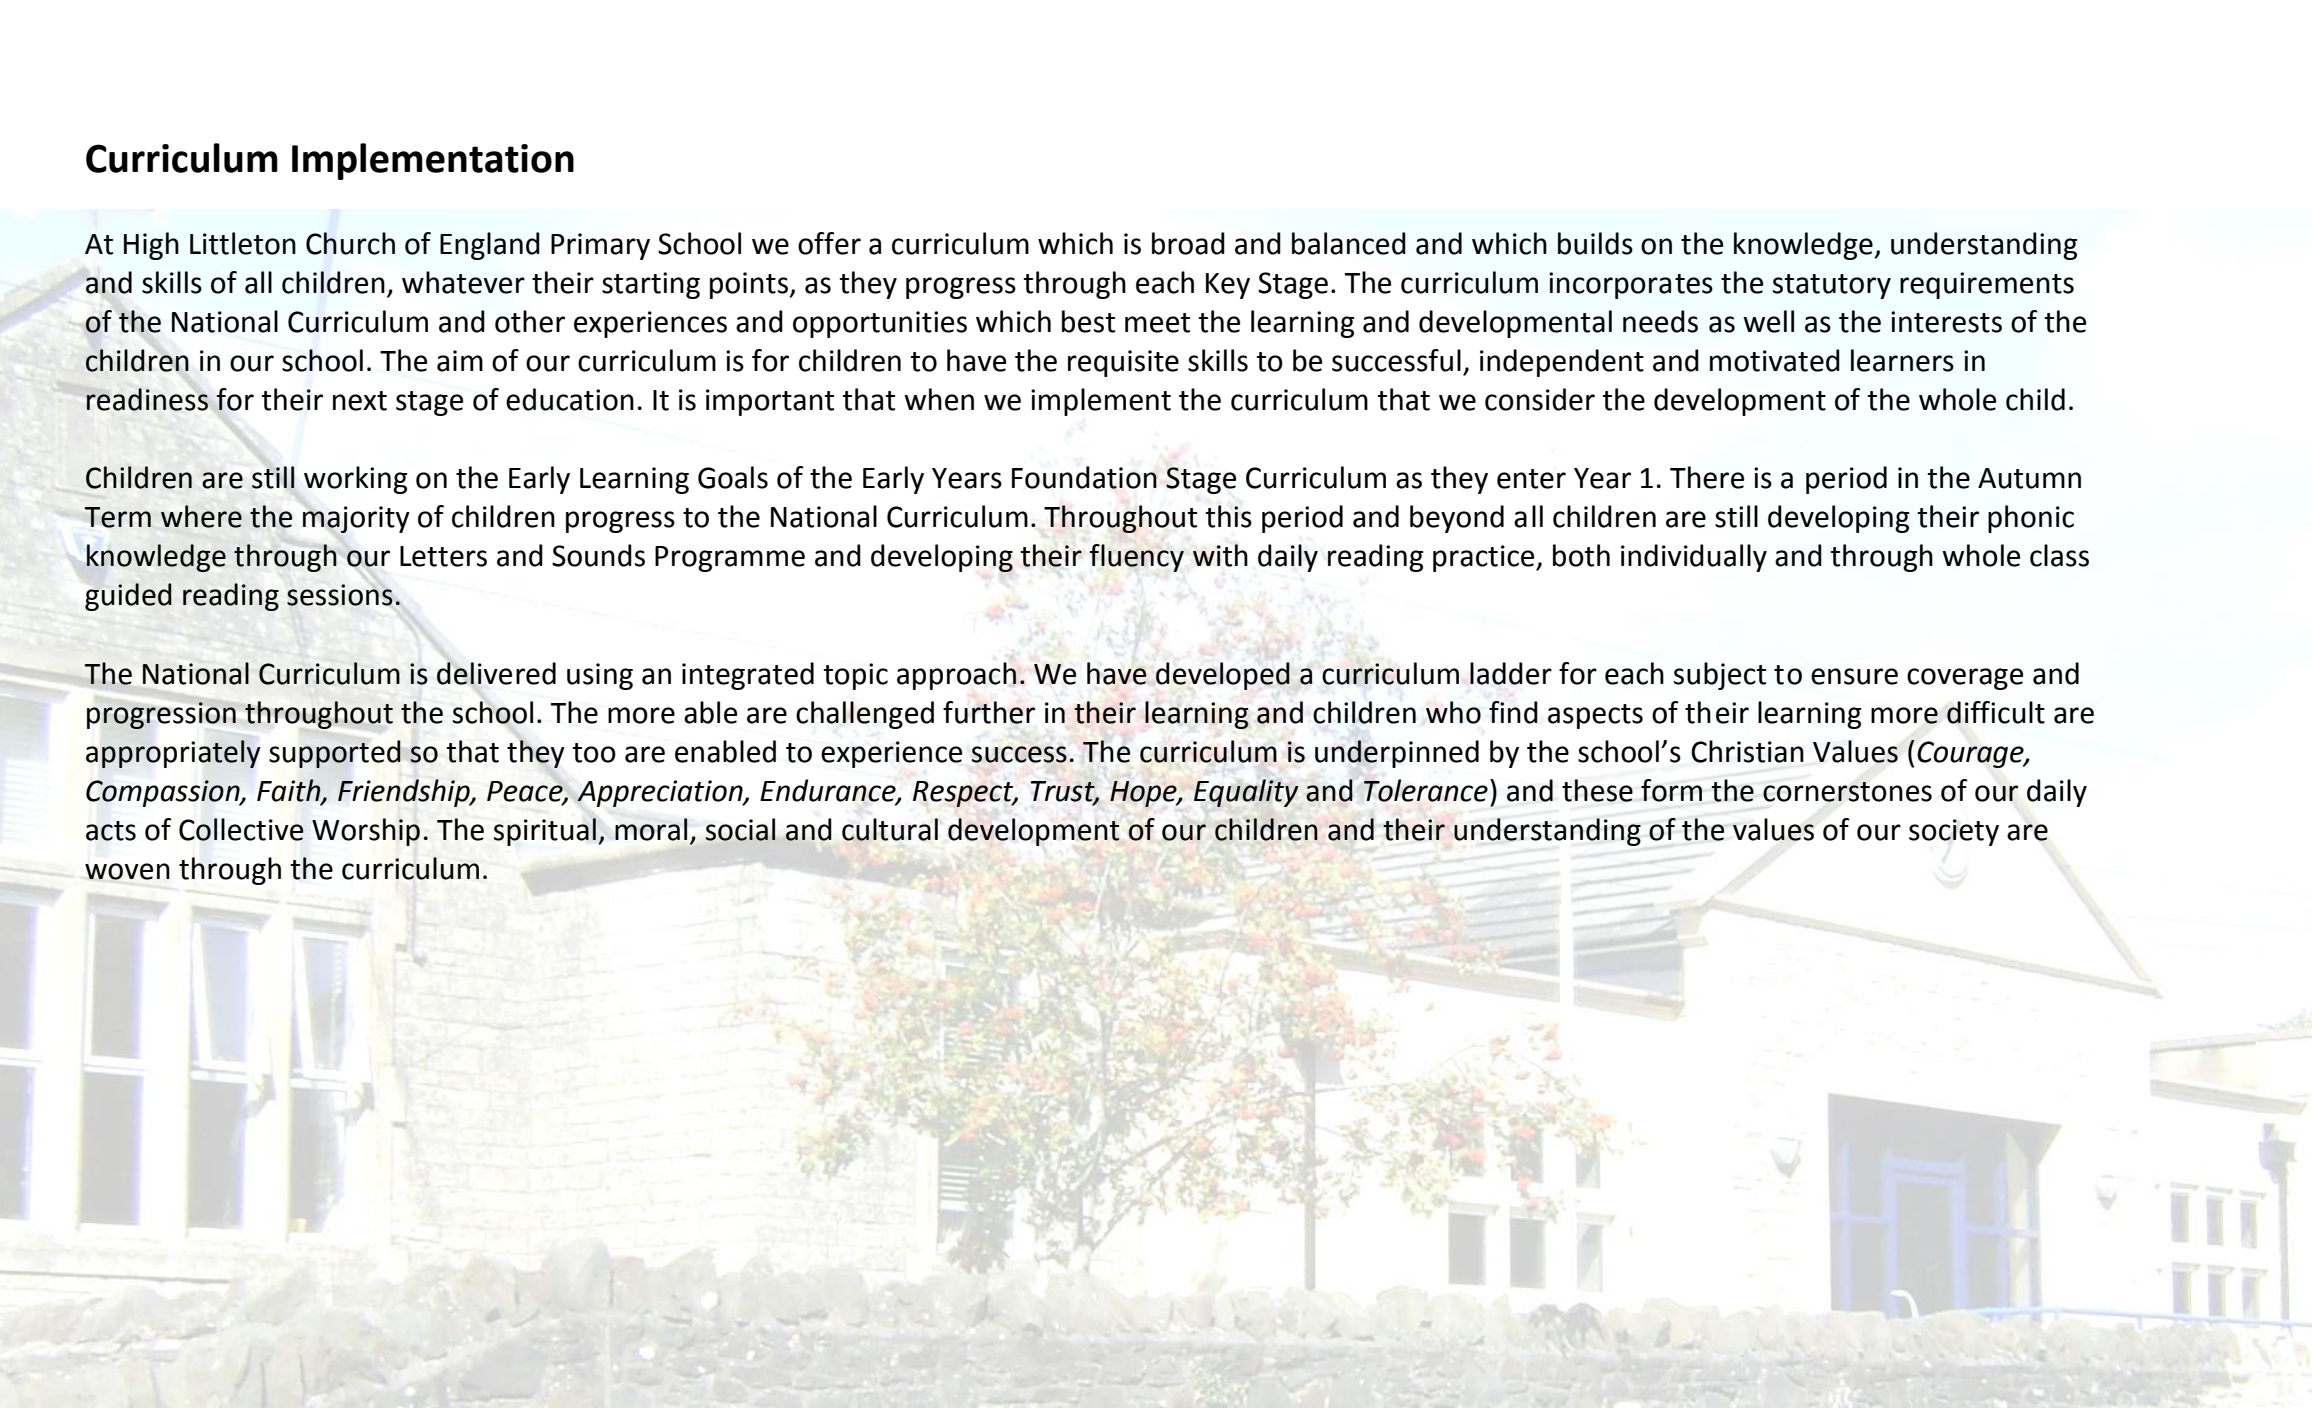 Curriculum Implementation
At High Littleton Church of England Primary School we offer a curriculum which is broad and balanced and which builds on the knowledge, understanding
and skills of all children, whatever their starting points, as they progress through each Key Stage. The curriculum incorporates the statutory requirements
of the National Curriculum and other experiences and opportunities which best meet the learning and developmental needs as well as the interests of the
children in our school. The aim of our curriculum is for children to have the requisite skills to be successful, independent and motivated learners in
readiness for their next stage of education. It is important that when we implement the curriculum that we consider the development of the whole child.
Children are still working on the Early Learning Goals of the Early Years Foundation Stage Curriculum as they enter Year 1. There is a period in the Autumn
Term where the majority of children progress to the National Curriculum. Throughout this period and beyond all children are still developing their phonic
knowledge through our Letters and Sounds Programme and developing their fluency with daily reading practice, both individually and through whole class
guided reading sessions.
The National Curriculum is delivered using an integrated topic approach. We have developed a curriculum ladder for each subject to ensure coverage and
progression throughout the school. The more able are challenged further in their learning and children who find aspects of their learning more difficult are
appropriately supported so that they too are enabled to experience success. The curriculum is underpinned by the school’s Christian Values (Courage,
Compassion, Faith, Friendship, Peace, Appreciation, Endurance, Respect, Trust, Hope, Equality and Tolerance) and these form the cornerstones of our daily
acts of Collective Worship. The spiritual, moral, social and cultural development of our children and their understanding of the values of our society are
woven through the curriculum.